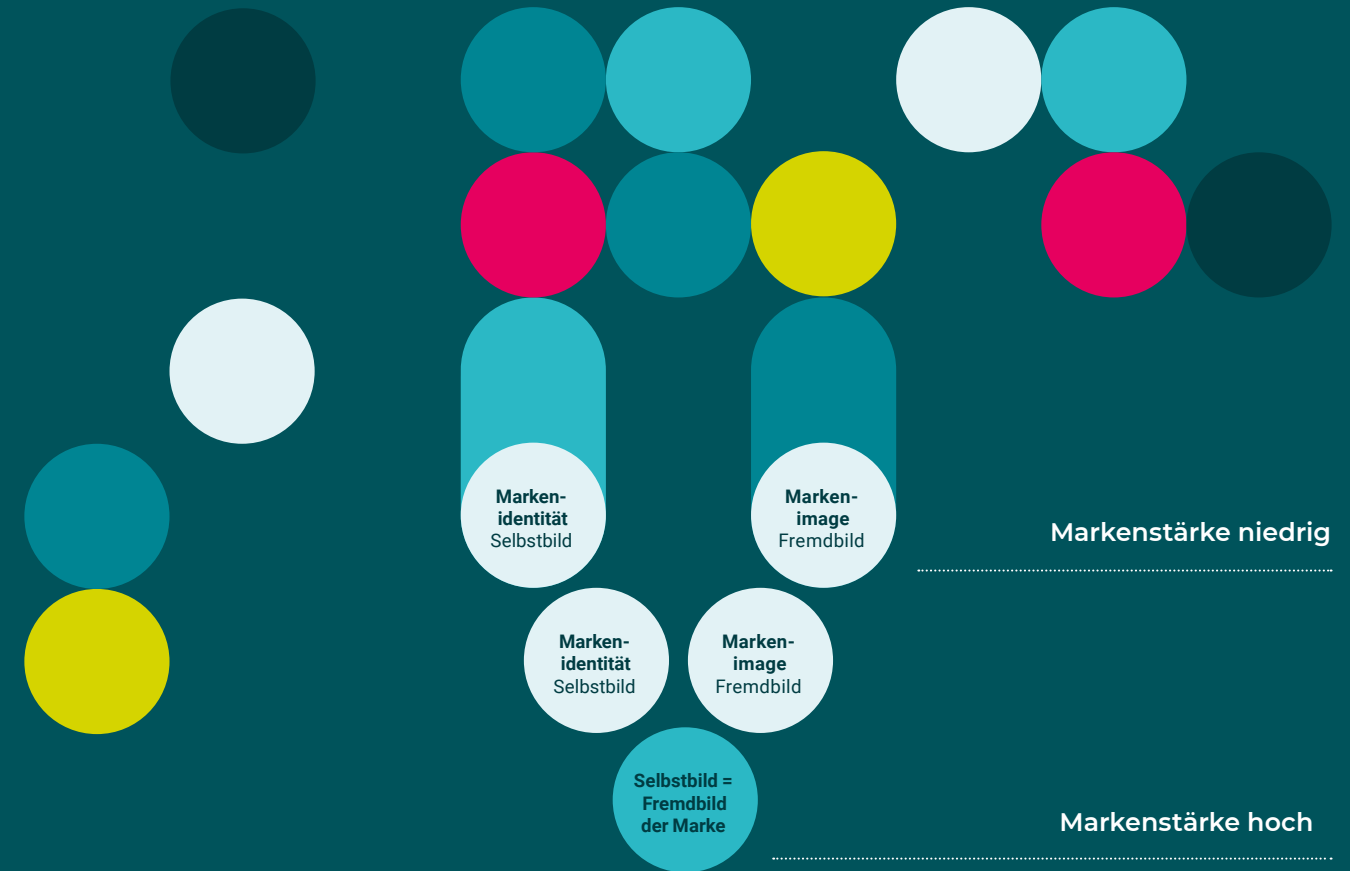 Marken-
identität
Selbstbild
Marken-
image
Fremdbild
Markenstärke niedrig
Marken-
identität
Selbstbild
Marken-
image
Fremdbild
Selbstbild =
Fremdbild
der Marke
Markenstärke hoch